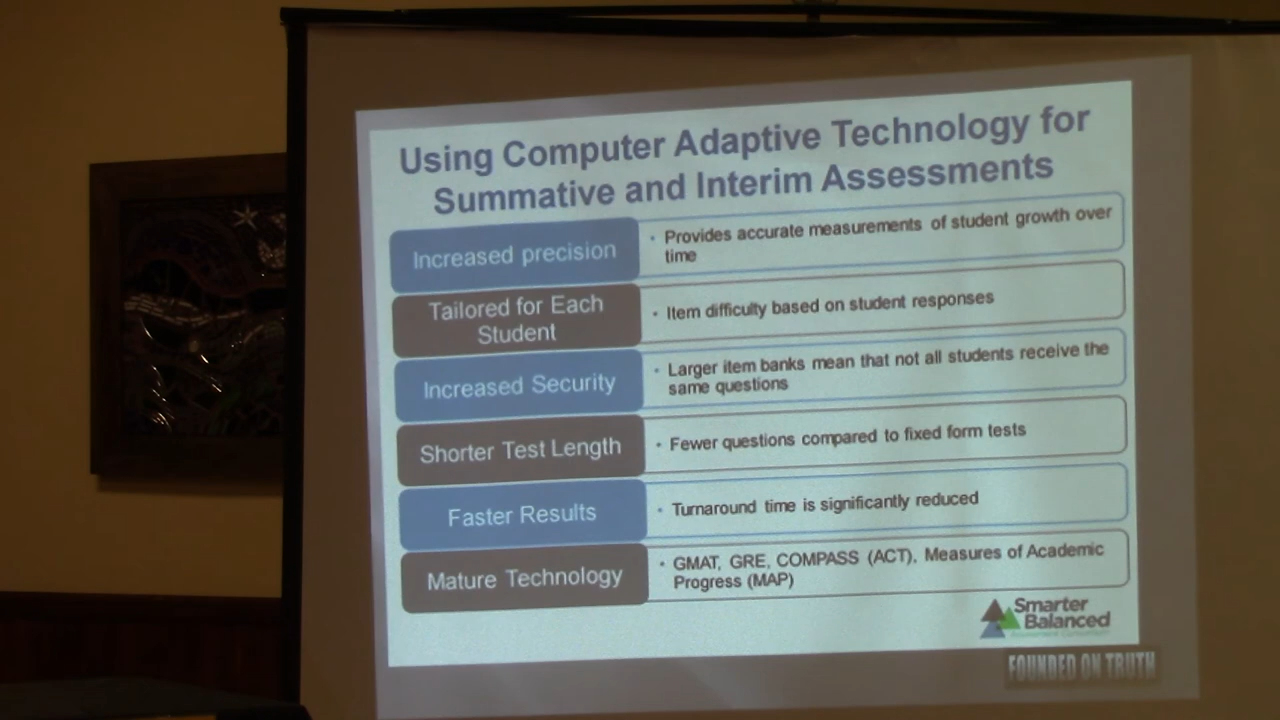 Using Computer Adaptive Technology for
Summative and Interim Assessments
Increased precision
• Provides accurate measurements of student growth over
time
Tailored for Each
Student
• Item difficulty based on student responses
Increased Security
• Larger item banks mean that not all students receive the
same questions
Shorter Test Length
• Fewer questions compared to fixed form tests
Faster Results
• Turnaround time is significantly reduced
Mature Technology
• GMAT, GRE, COMPASS (ACT), Measures of Academic
Progress (MAP)
Smarter
Balanced
FOUNDED ON TRUTH